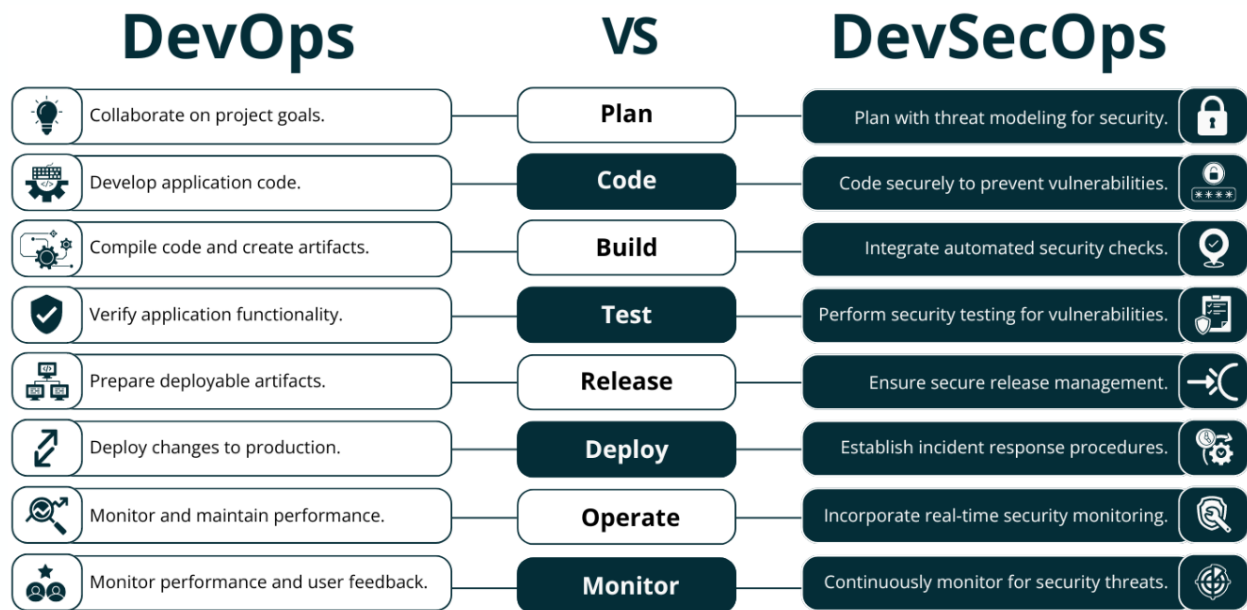 DevOps VS DevSecOps
Collaborate on project goals. Plan Plan with threat modeling for security.
Develop application code. Code Code securely to prevent vulnerabilities.
Compile code and create artifacts. Build Integrate automated security checks.
Verify application functionality. Test Perform security testing for vulnerabilities.
Prepare deployable artifacts. Release Ensure secure release management.
Deploy changes to production. Deploy Establish incident response procedures.
Monitor and maintain performance. Operate Incorporate real-time security monitoring.
Monitor performance and user feedback. Monitor Continuously monitor for security threats.